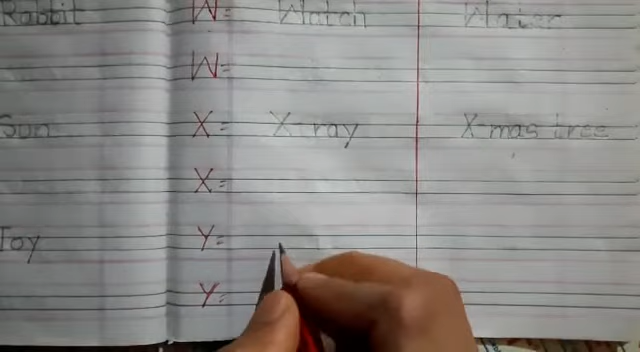 Rabbit W= Watch Water
W=
Sun X= X-ray X-mas tree
X=
Toy Y=
Y=